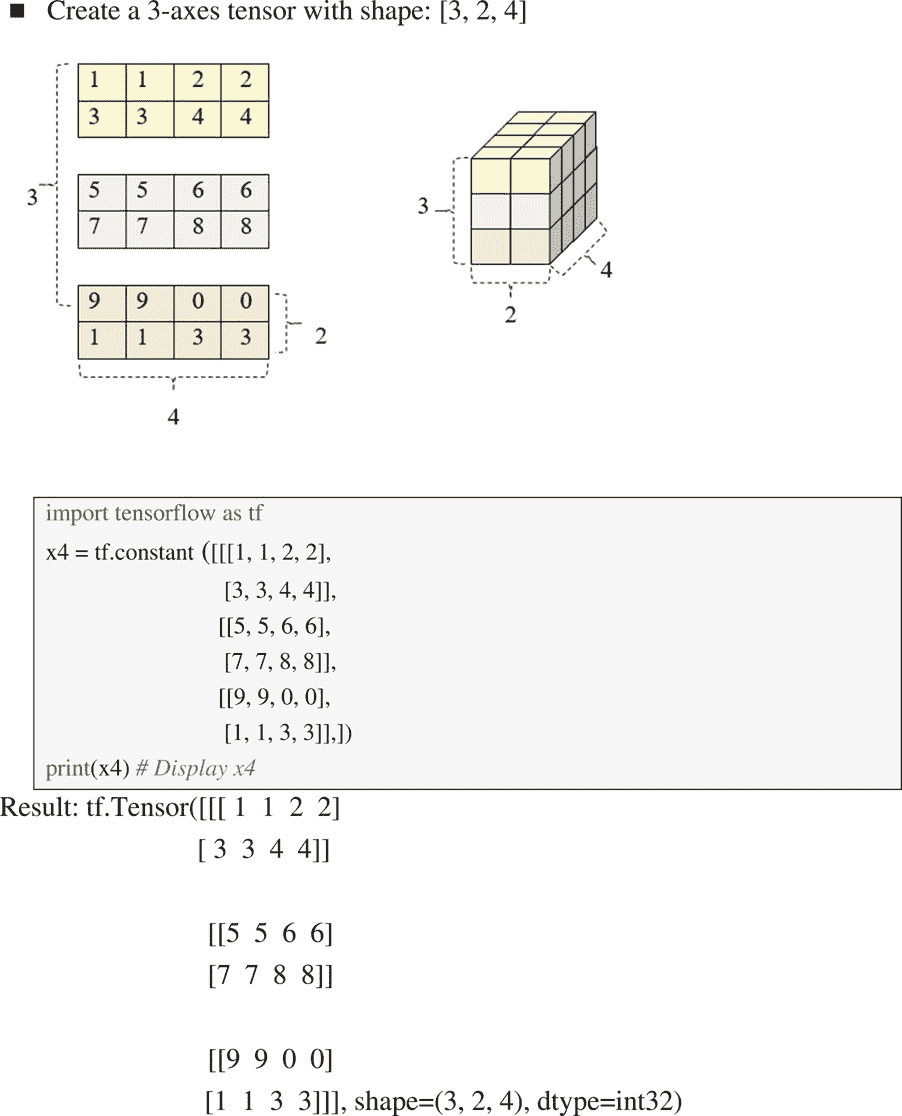 ■ Create a 3-axes tensor with shape: [3, 2, 4]
1 1 2 2
3 3 4 4
3
5 5 6 6
7 7 8 8
9 9 0 0
1 1 3 3
2
4
3
4
2
import tensorflow as tf
x4 = tf.constant ([[[1, 1, 2, 2],
[3, 3, 4, 4]],
[[5, 5, 6, 6],
[7, 7, 8, 8]],
[[9, 9, 0, 0],
[1, 1, 3, 3]],])
print(x4) # Display x4
Result: tf.Tensor([[[ 1 1 2 2]
[ 3 3 4 4]]
[[5 5 6 6]
[7 7 8 8]]
[[9 9 0 0]
[1 1 3 3]]], shape=(3, 2, 4), dtype=int32)